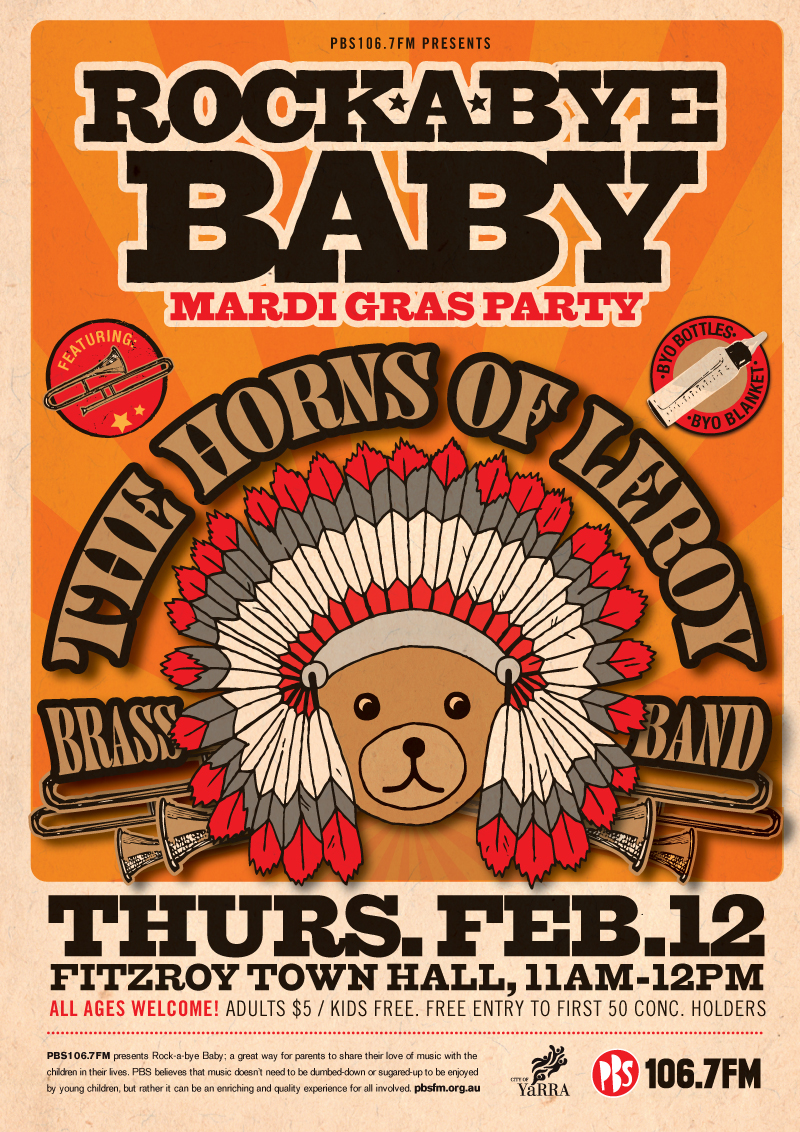 PBS106.7FM PRESENTS
ROCK★A★BYE
BABY
MARDI GRAS PARTY
FEATURING:
•BYO BOTTLES•
•BYO BLANKET•
THE HORNS OF LEROY
BRASS BAND
THURS. FEB.12
FITZROY TOWN HALL, 11AM-12PM
ALL AGES WELCOME! ADULTS $5 / KIDS FREE. FREE ENTRY TO FIRST 50 CONC. HOLDERS
PBS106.7FM presents Rock-a-bye Baby; a great way for parents to share their love of music with the
children in their lives. PBS believes that music doesn't need to be dumbed-down or sugared-up to be enjoyed
by young children, but rather it can be an enriching and quality experience for all involved. pbsfm.org.au
CITY OF
YaRRA
PBS 106.7FM